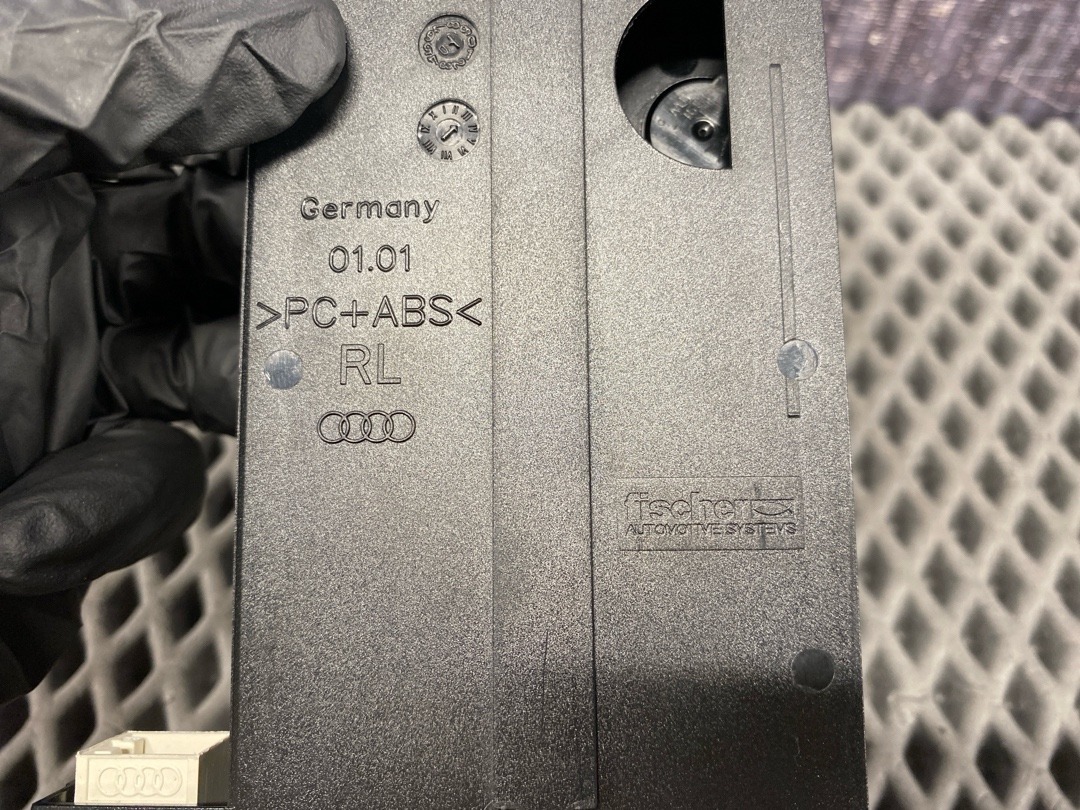 Germany
01.01
>PC+ABS<
RL
fischer
AUTOMOTIVE SYSTEMS